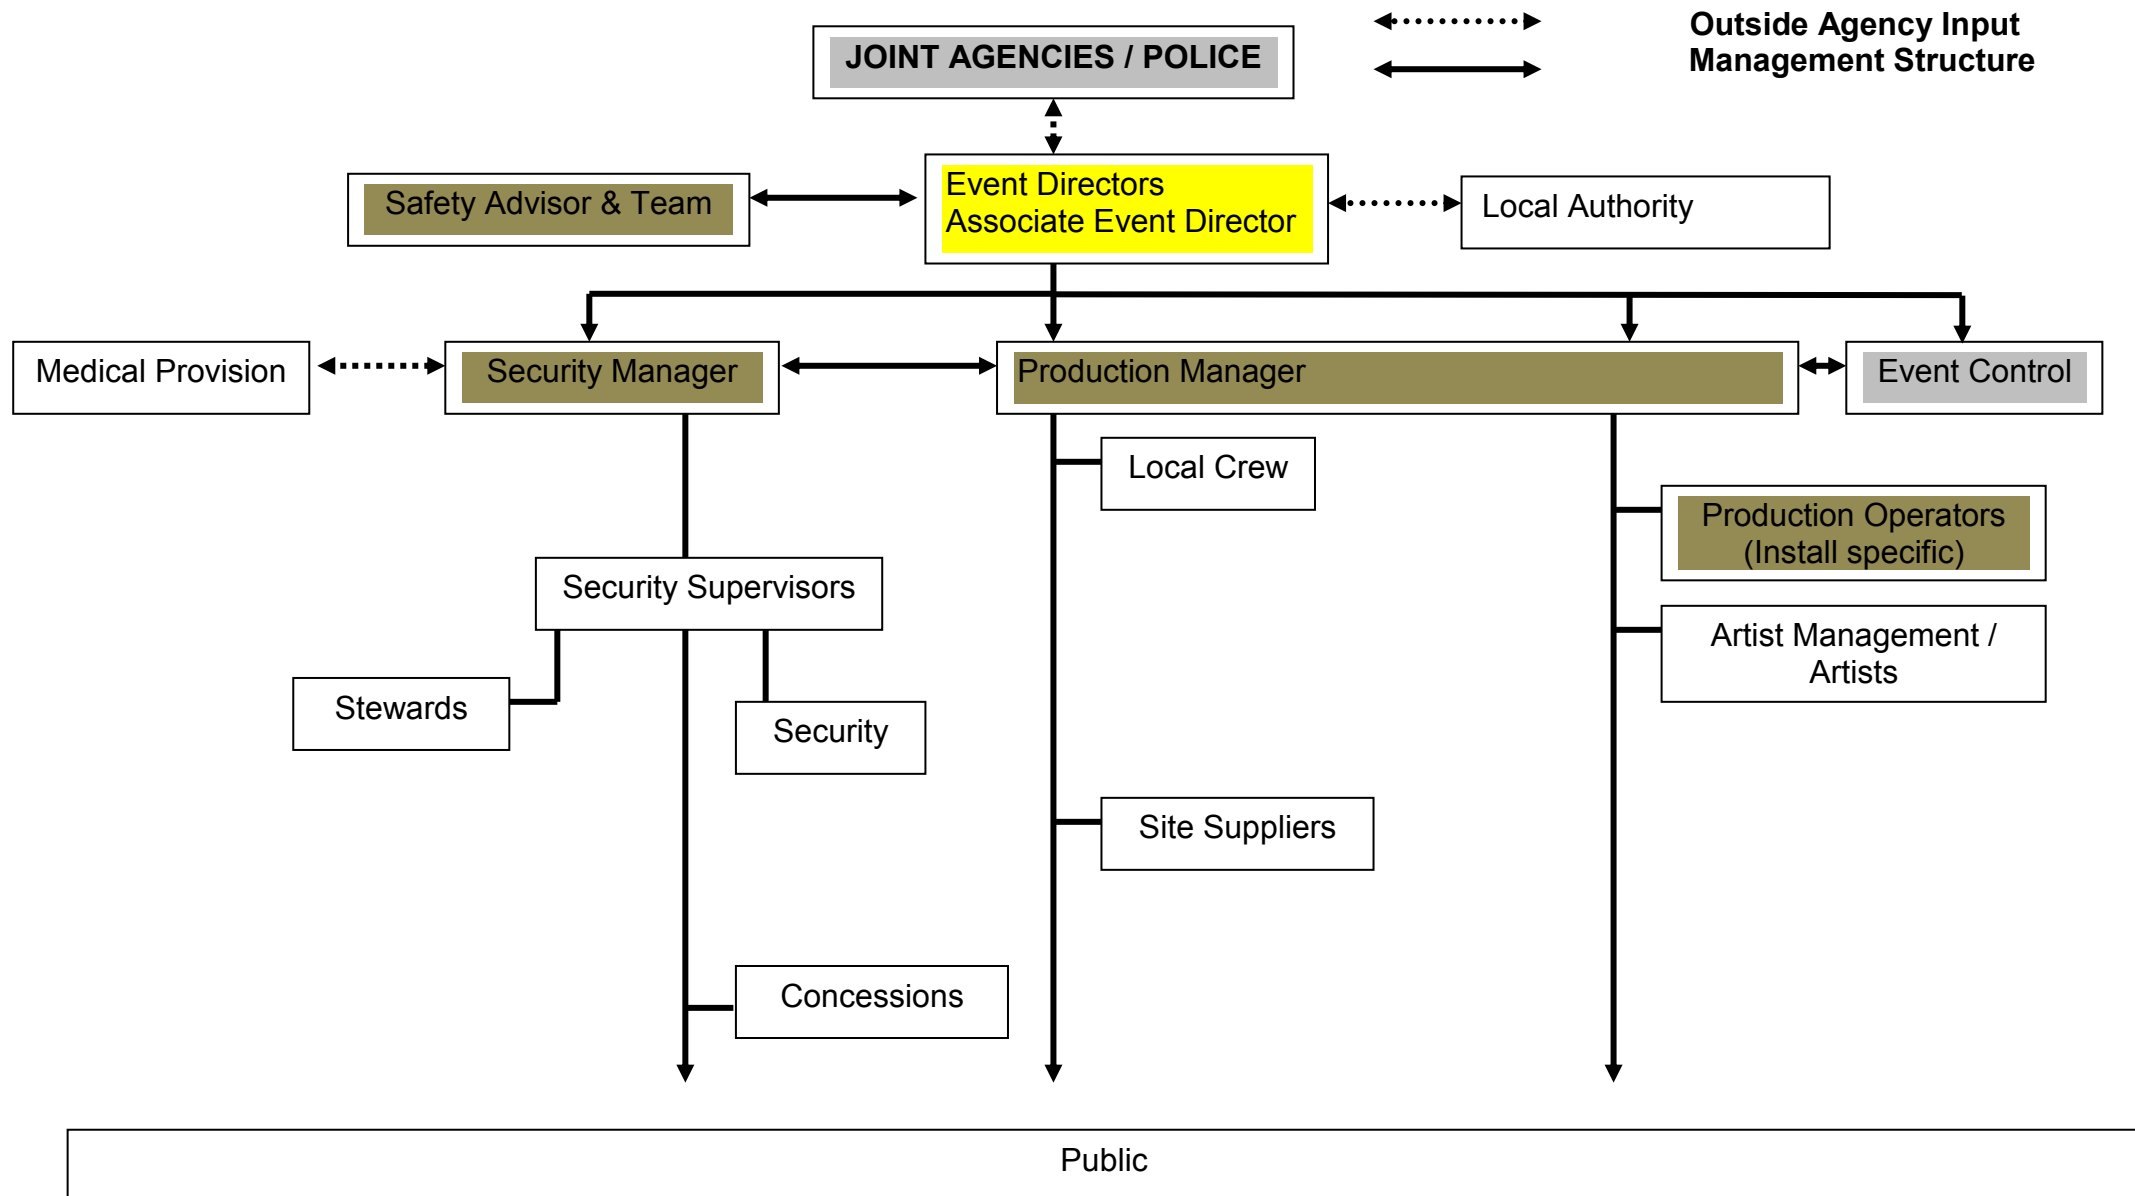 Outside Agency Input
JOINT AGENCIES / POLICE
Management Structure
Event Directors
Associate Event Director
Safety Advisor & Team
Local Authority
Medical Provision
Security Manager
Production Manager
Event Control
Local Crew
Production Operators
(Install specific)
Security Supervisors
Artist Management /
Artists
Stewards
Security
Site Suppliers
Concessions
Public